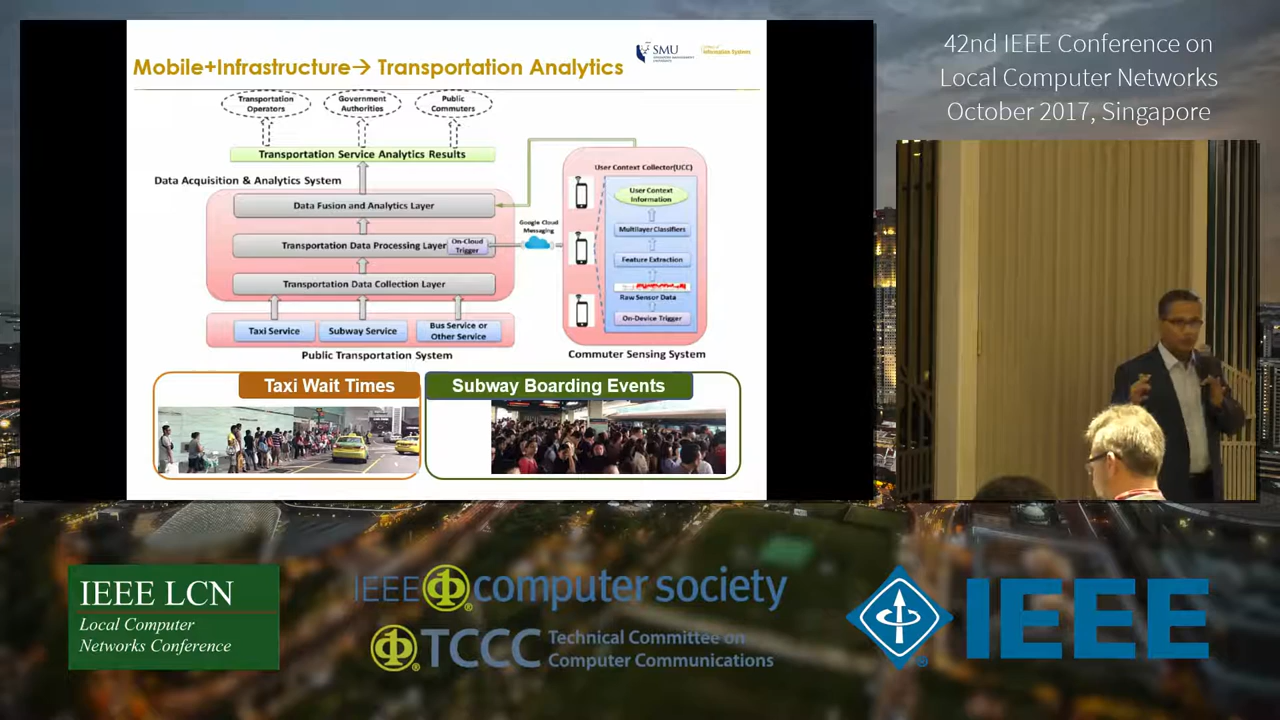 Mobile+Infrastructure→ Transportation Analytics
SMU
Information Systems
Transportation
Operators
Government
Authorities
Public
Commuters
Transportation Service Analytics Results
Data Acquisition & Analytics System
Data Fusion and Analytics Layer
Transportation Data Processing Layer
On-Cloud
Trigger
Transportation Data Collection Layer
Taxi Service
Subway Service
Bus Service or
Other Service
Public Transportation System
Google Cloud
Messaging
User Context Collector(UCC)
User Context
Information
Multilayer Classifiers
Feature Extraction
Raw Sensor Data
On-Device Trigger
Commuter Sensing System
Taxi Wait Times
Subway Boarding Events
42nd IEEE Conference on
Local Computer Networks
October 2017, Singapore
IEEE LCN
Local Computer
Networks Conference
IEEE computer society
TCCC Technical Committee on
Computer Communications
IEEE